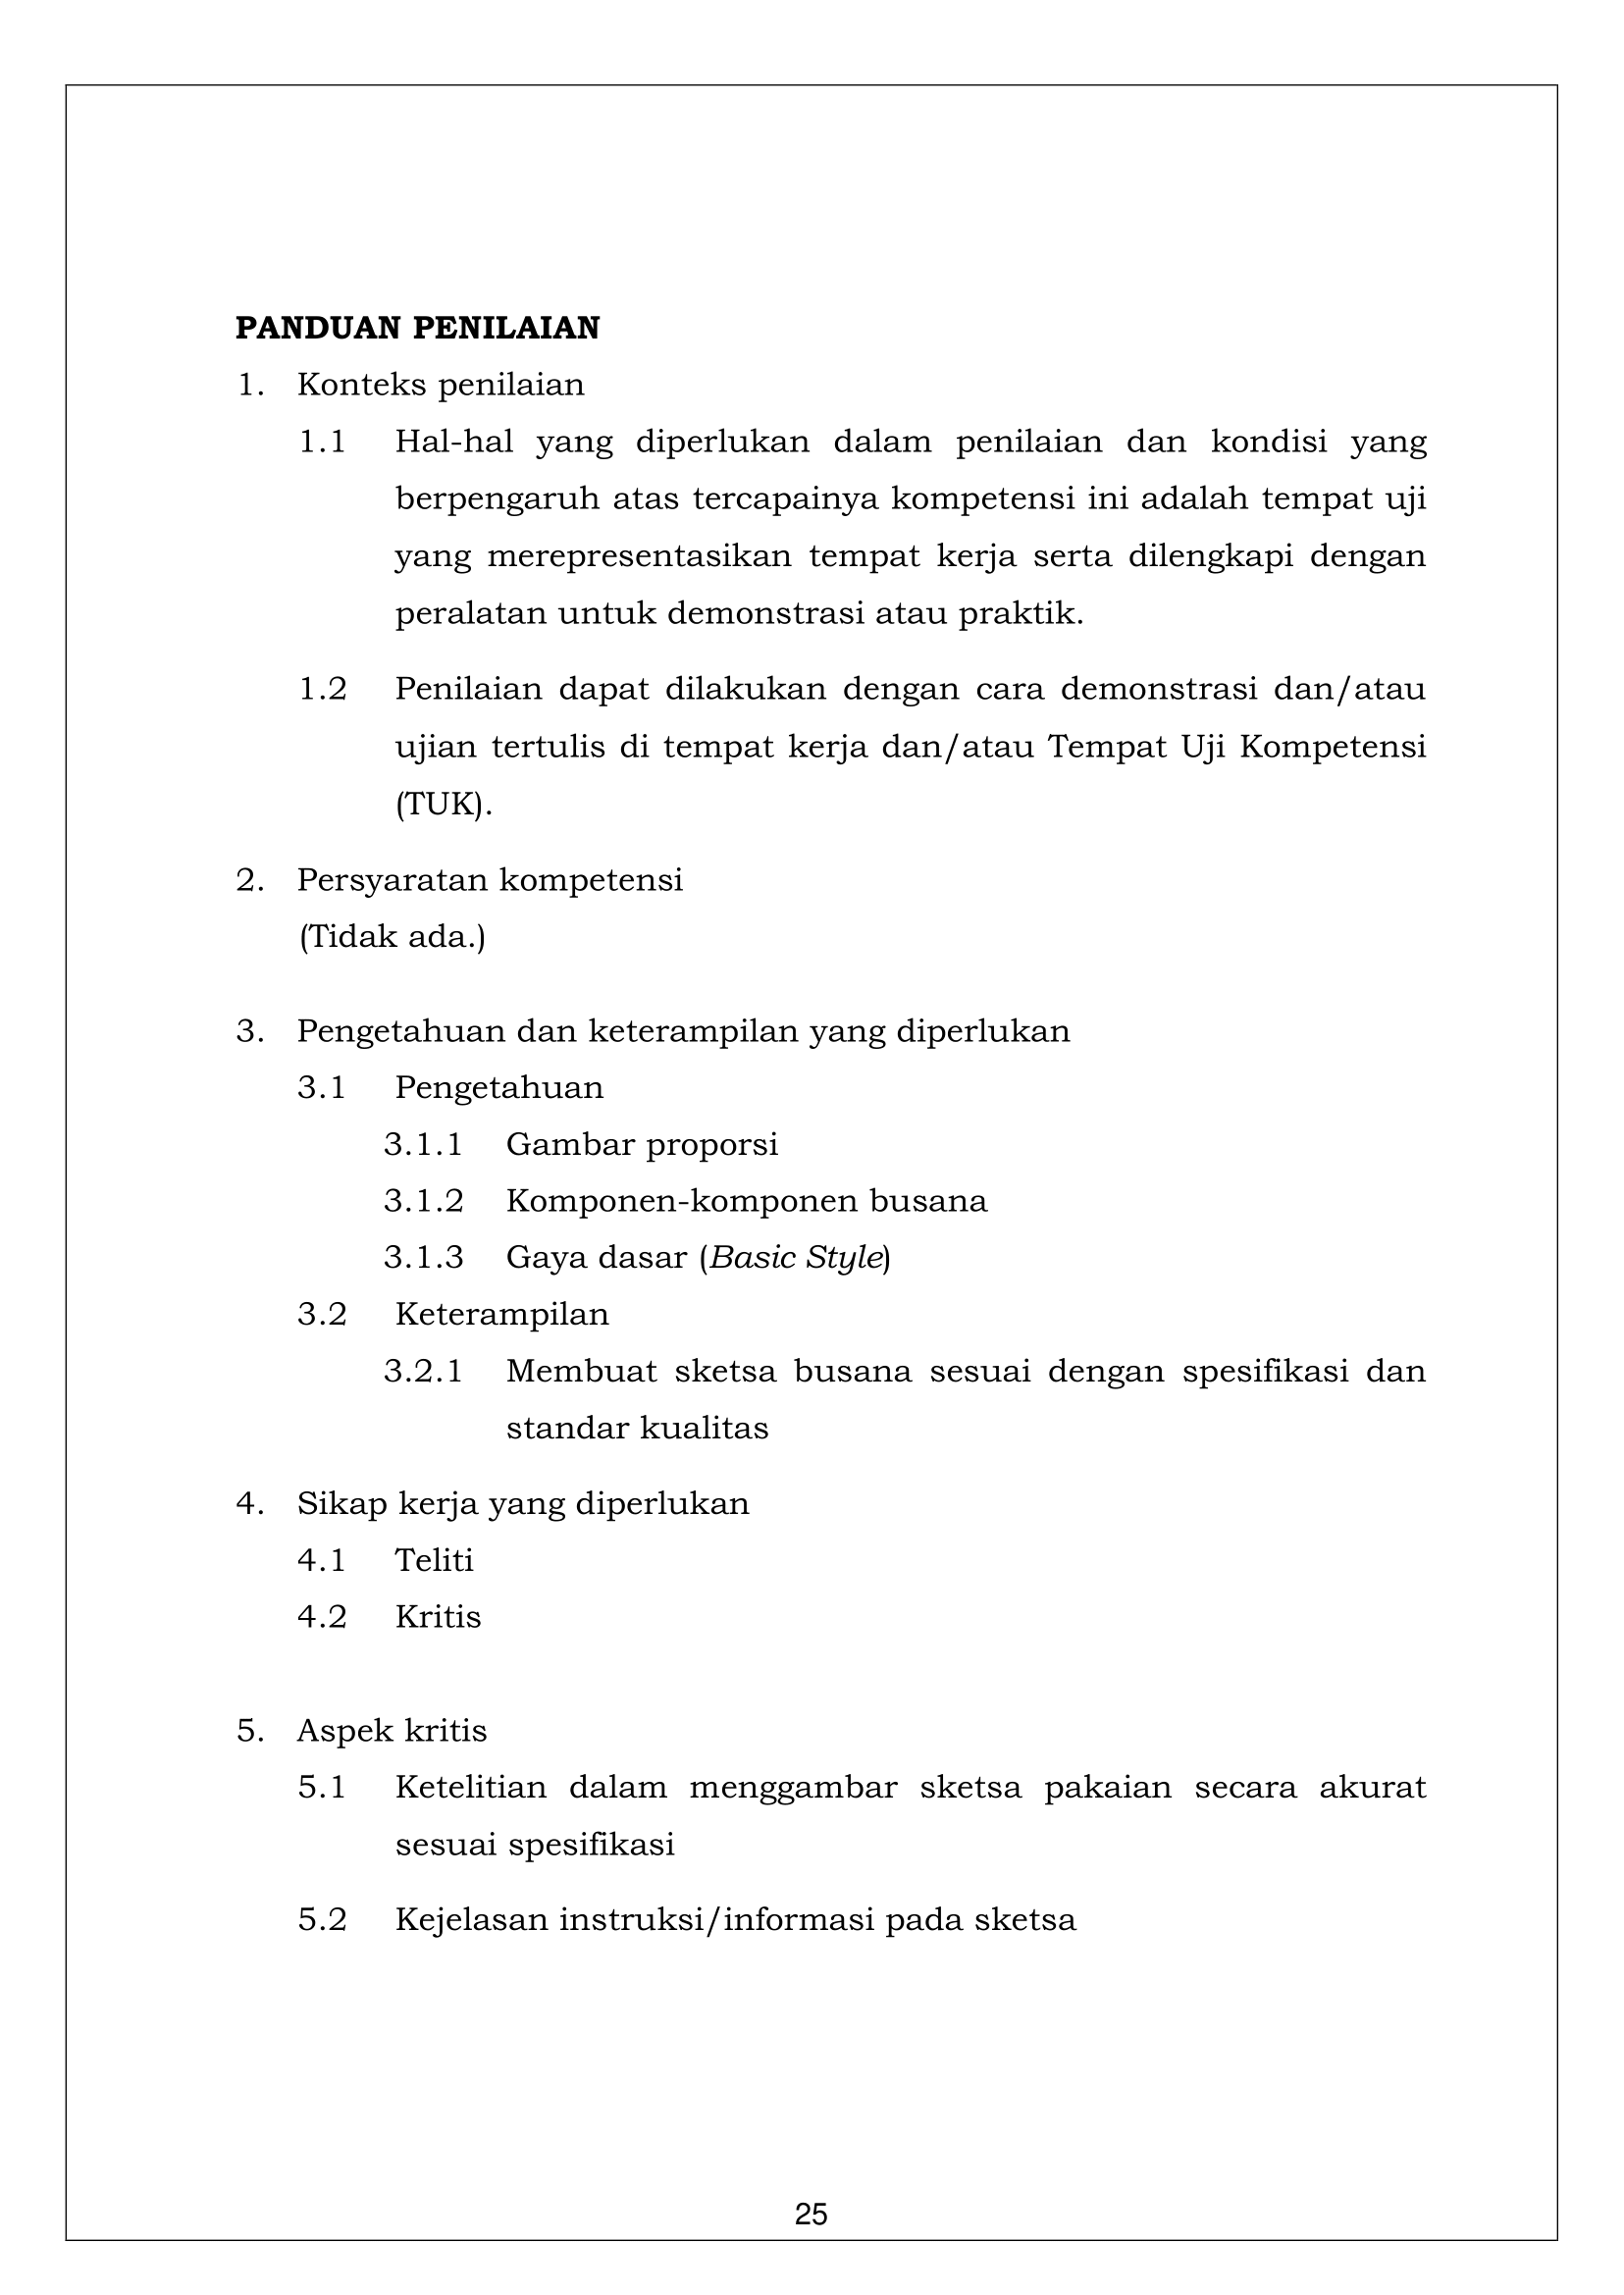 PANDUAN PENILAIAN
1. Konteks penilaian
1.1 Hal-hal yang diperlukan dalam penilaian dan kondisi yang
berpengaruh atas tercapainya kompetensi ini adalah tempat uji
yang merepresentasikan tempat kerja serta dilengkapi dengan
peralatan untuk demonstrasi atau praktik.
1.2 Penilaian dapat dilakukan dengan cara demonstrasi dan/atau
ujian tertulis di tempat kerja dan/atau Tempat Uji Kompetensi
(TUK).
2. Persyaratan kompetensi
(Tidak ada.)
3. Pengetahuan dan keterampilan yang diperlukan
3.1 Pengetahuan
3.1.1 Gambar proporsi
3.1.2 Komponen-komponen busana
3.1.3 Gaya dasar (Basic Style)
3.2 Keterampilan
3.2.1 Membuat sketsa busana sesuai dengan spesifikasi dan
standar kualitas
4. Sikap kerja yang diperlukan
4.1 Teliti
4.2 Kritis
5. Aspek kritis
5.1 Ketelitian dalam menggambar sketsa pakaian secara akurat
sesuai spesifikasi
5.2 Kejelasan instruksi/informasi pada sketsa
25